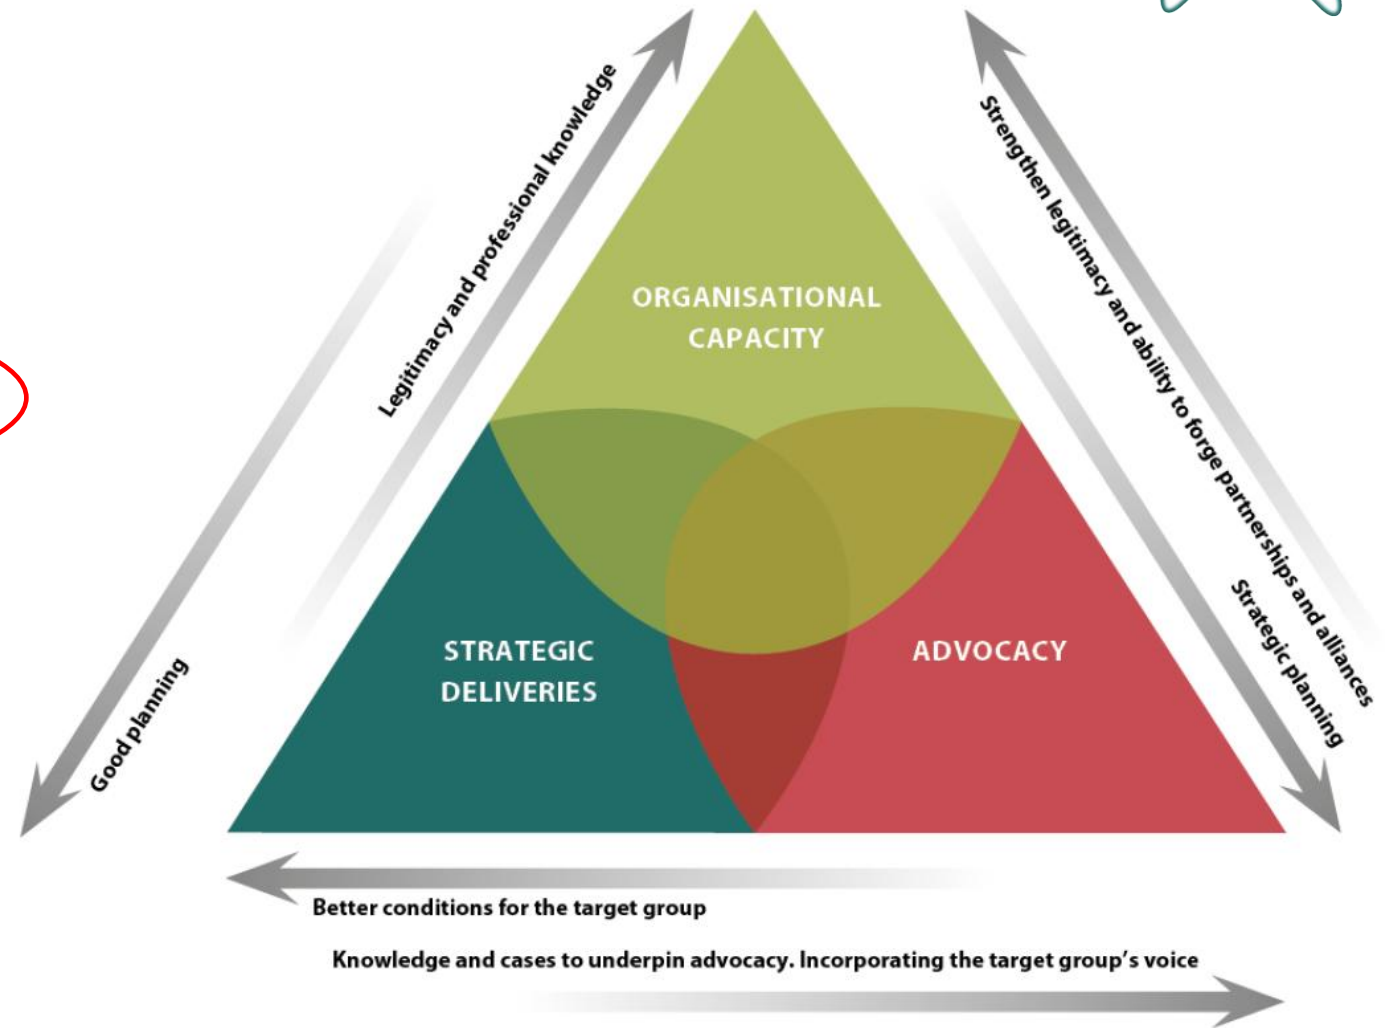 Legitimacy and professional knowledge
Strengthen legitimacy and ability to forge partnerships and alliances
ORGANISATIONAL
CAPACITY
Good planning
STRATEGIC
DELIVERIES
ADVOCACY
Strategic planning
Better conditions for the target group
Knowledge and cases to underpin advocacy. Incorporating the target group’s voice